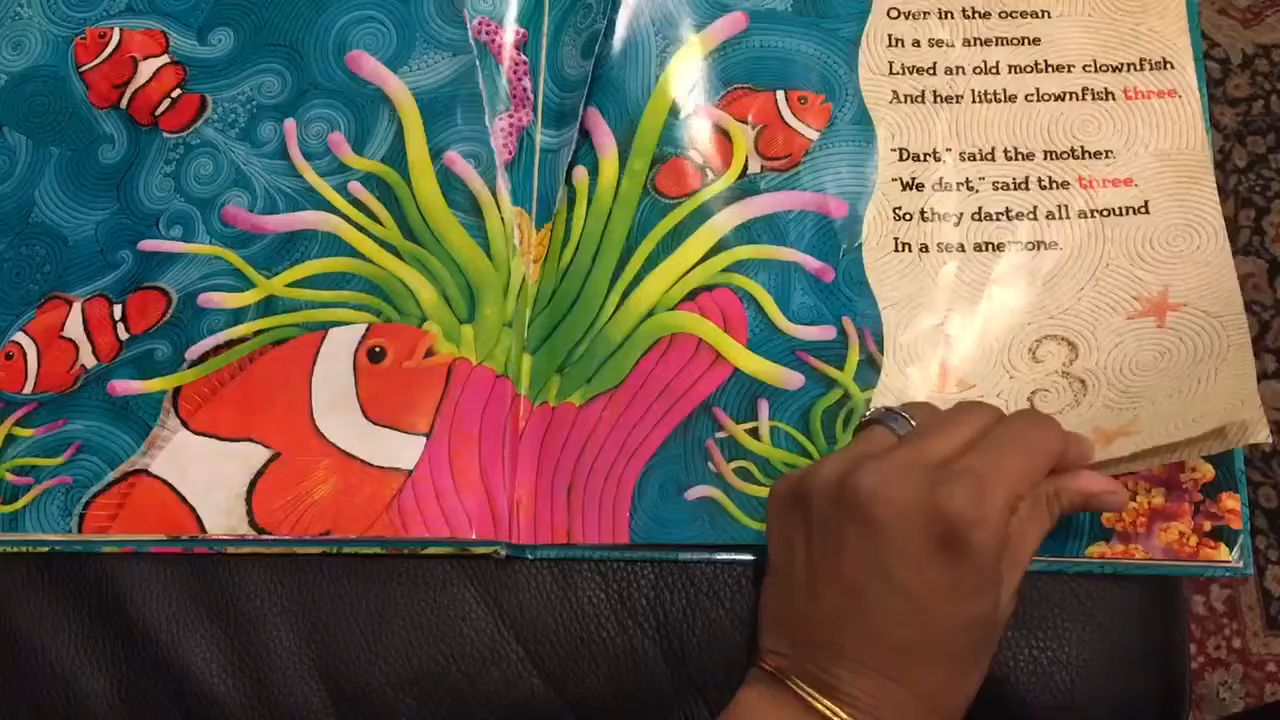 Over in the ocean
In a sea anemone
Lived an old mother clownfish
And her little clownfish three.
"Dart," said the mother.
"We dart," said the three.
So they darted all around
In a sea anemone.
3